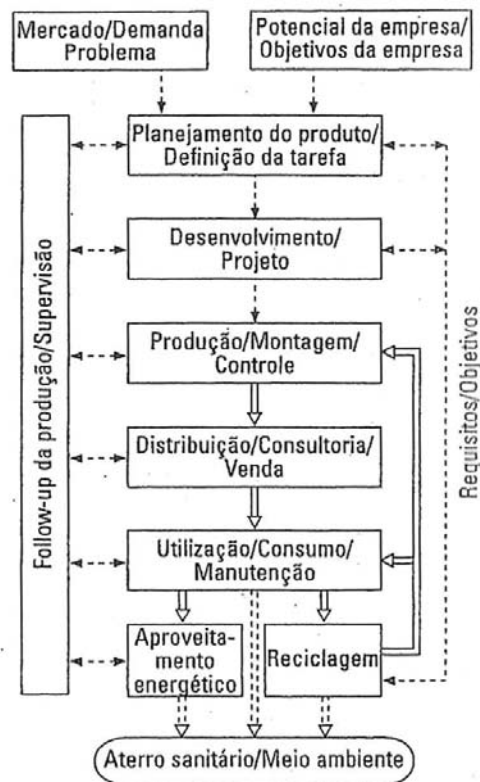 Mercado/Demanda
Problema
Potencial da empresa/
Objetivos da empresa
Planejamento do produto/
Definição da tarefa
Desenvolvimento/
Projeto
Produção/Montagem/
Controle
Distribuição/Consultoria/
Venda
Utilização/Consumo/
Manutenção
Aproveita-
mento
energético
Reciclagem
Aterro sanitário/Meio ambiente
Follow-up da produção/Supervisão
Requisitos/Objetivos